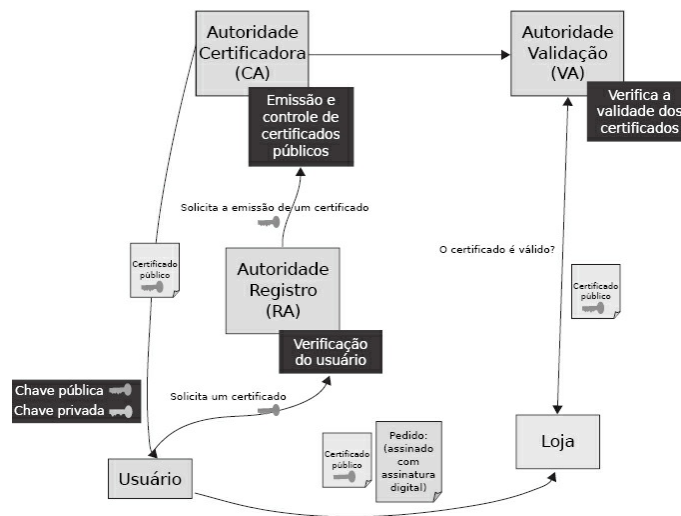 Autoridade
Certificadora
(CA)
Emissão e
controle de
certificados
públicos
Autoridade
Validação
(VA)
Verifica a
validade dos
certificados
Solicita a emissão de um certificado
O certificado é válido?
Certificado
público
Autoridade
Registro
(RA)
Verificação
do usuário
Certificado
público
Chave pública
Chave privada
Solicita um certificado
Usuário
Certificado
público
Pedido:
(assinado
com
assinatura
digital)
Loja